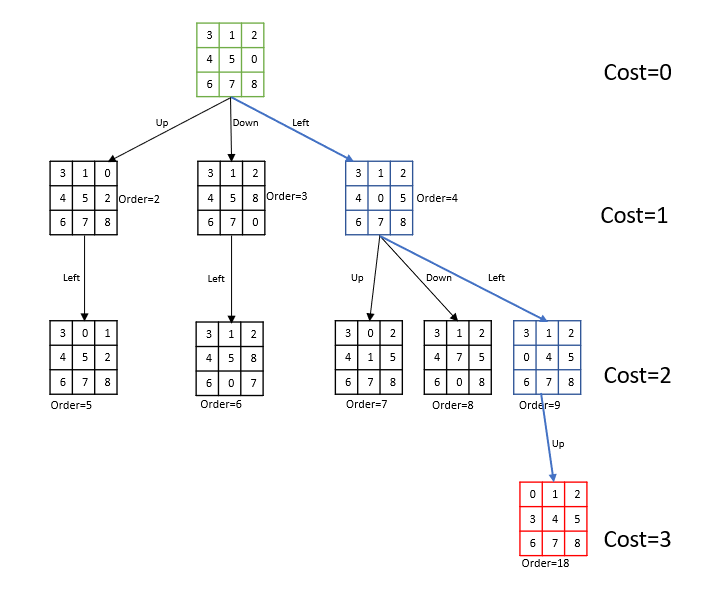 3 1 2
4 5 0
6 7 8
Cost=0
Up
Down
Left
3 1 0
4 5 2
6 7 8
Order=2
3 1 2
4 5 8
6 7 0
Order=3
3 1 2
4 0 5
6 7 8
Order=4
Cost=1
Left
Left
Up
Down
Left
3 0 1
4 5 2
6 7 8
Order=5
3 1 2
4 5 8
6 0 7
Order=6
3 0 2
4 1 5
6 7 8
Order=7
3 1 2
4 7 5
6 0 8
Order=8
3 1 2
0 4 5
6 7 8
Order=9
Cost=2
Up
0 1 2
3 4 5
6 7 8
Order=18
Cost=3